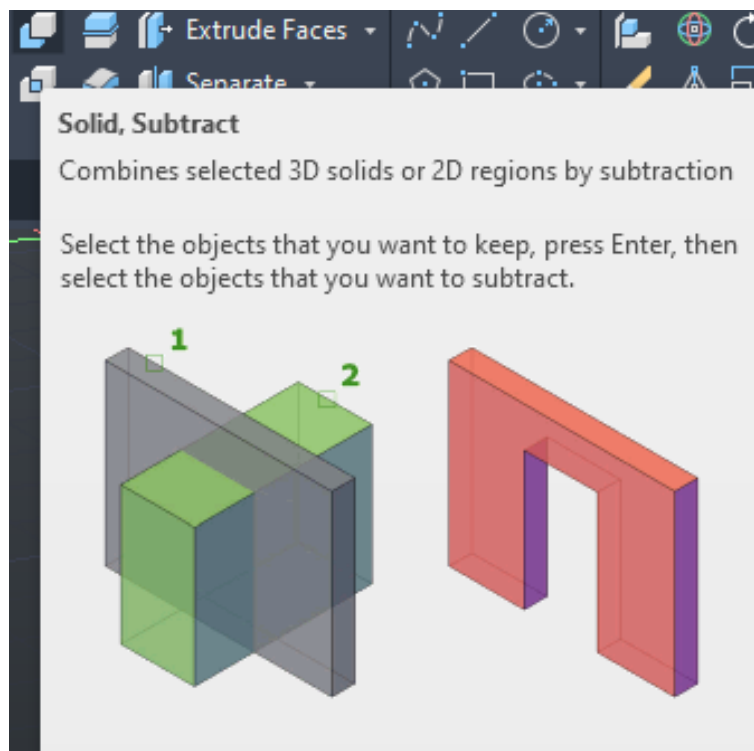 Extrude Faces
Separate
Solid, Subtract
Combines selected 3D solids or 2D regions by subtraction
Select the objects that you want to keep, press Enter, then
select the objects that you want to subtract.
1
2